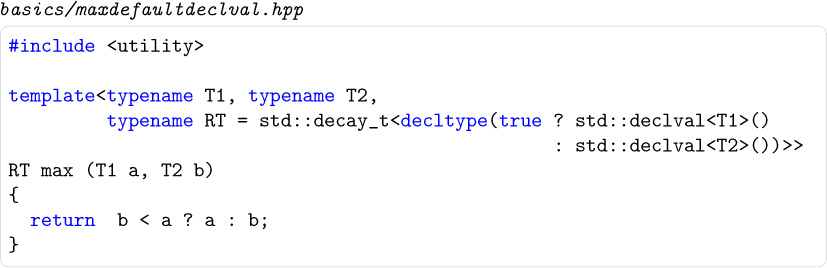 basics/maxdefaultdeclval.hpp
#include <utility>
template<typename T1, typename T2,
typename RT = std::decay_t<decltype(true ? std::declval<T1>()
: std::declval<T2>())>>
RT max (T1 a, T2 b)
{
return b < a ? a : b;
}